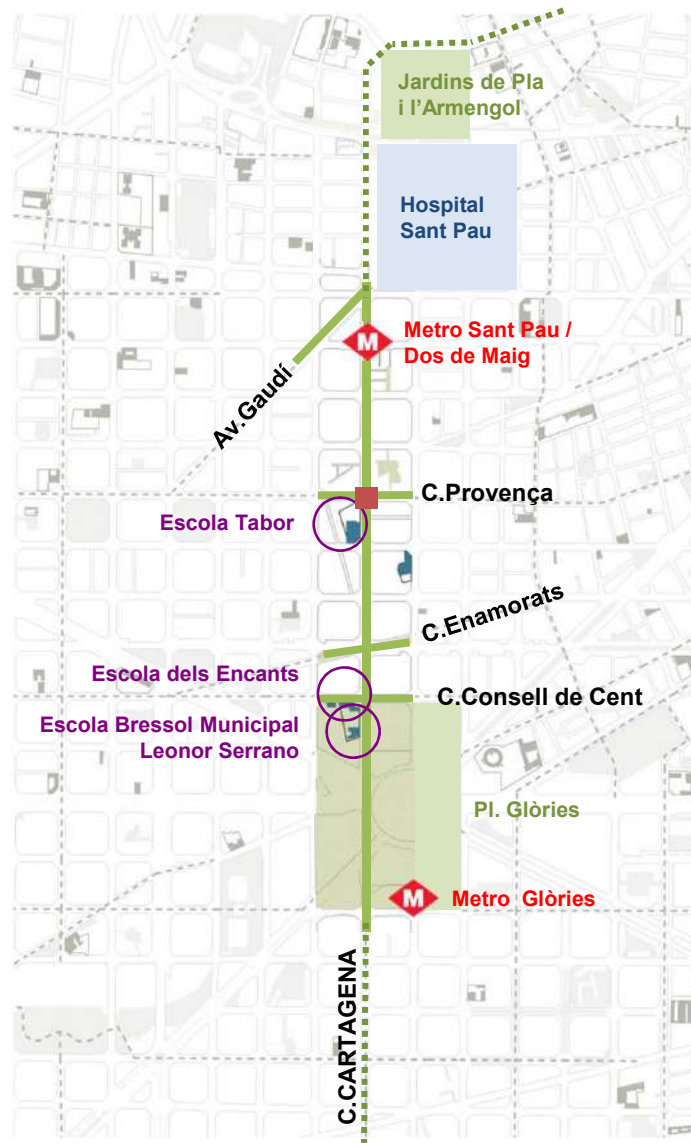 Jardins de Pla
i l'Armengol
Hospital
Sant Pau
M
Metro Sant Pau /
Dos de Maig
Av.Gaudí
C.Provença
Escola Tabor
C.Enamorats
Escola dels Encants
C.Consell de Cent
Escola Bressol Municipal
Leonor Serrano
Pl. Glòries
M
Metro Glòries
C.CARTAGENA